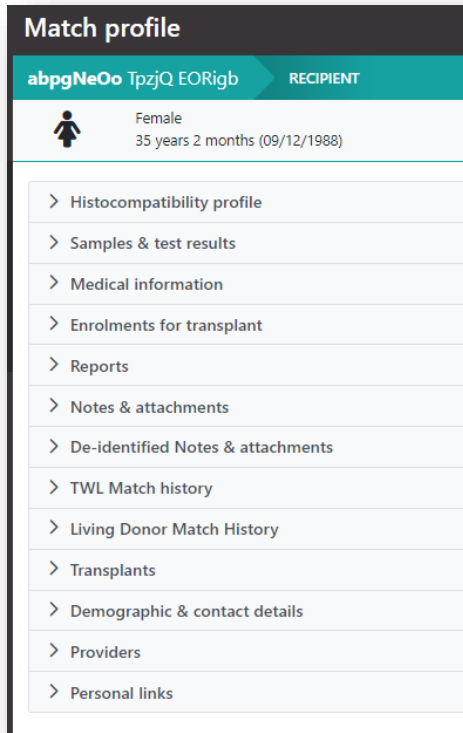 Match profile
abpgNeOo TpzjQ EORigb RECIPIENT
Female
35 years 2 months (09/12/1988)
Histocompatibility profile
Samples & test results
Medical information
Enrolments for transplant
Reports
Notes & attachments
De-identified Notes & attachments
TWL Match history
Living Donor Match History
Transplants
Demographic & contact details
Providers
Personal links